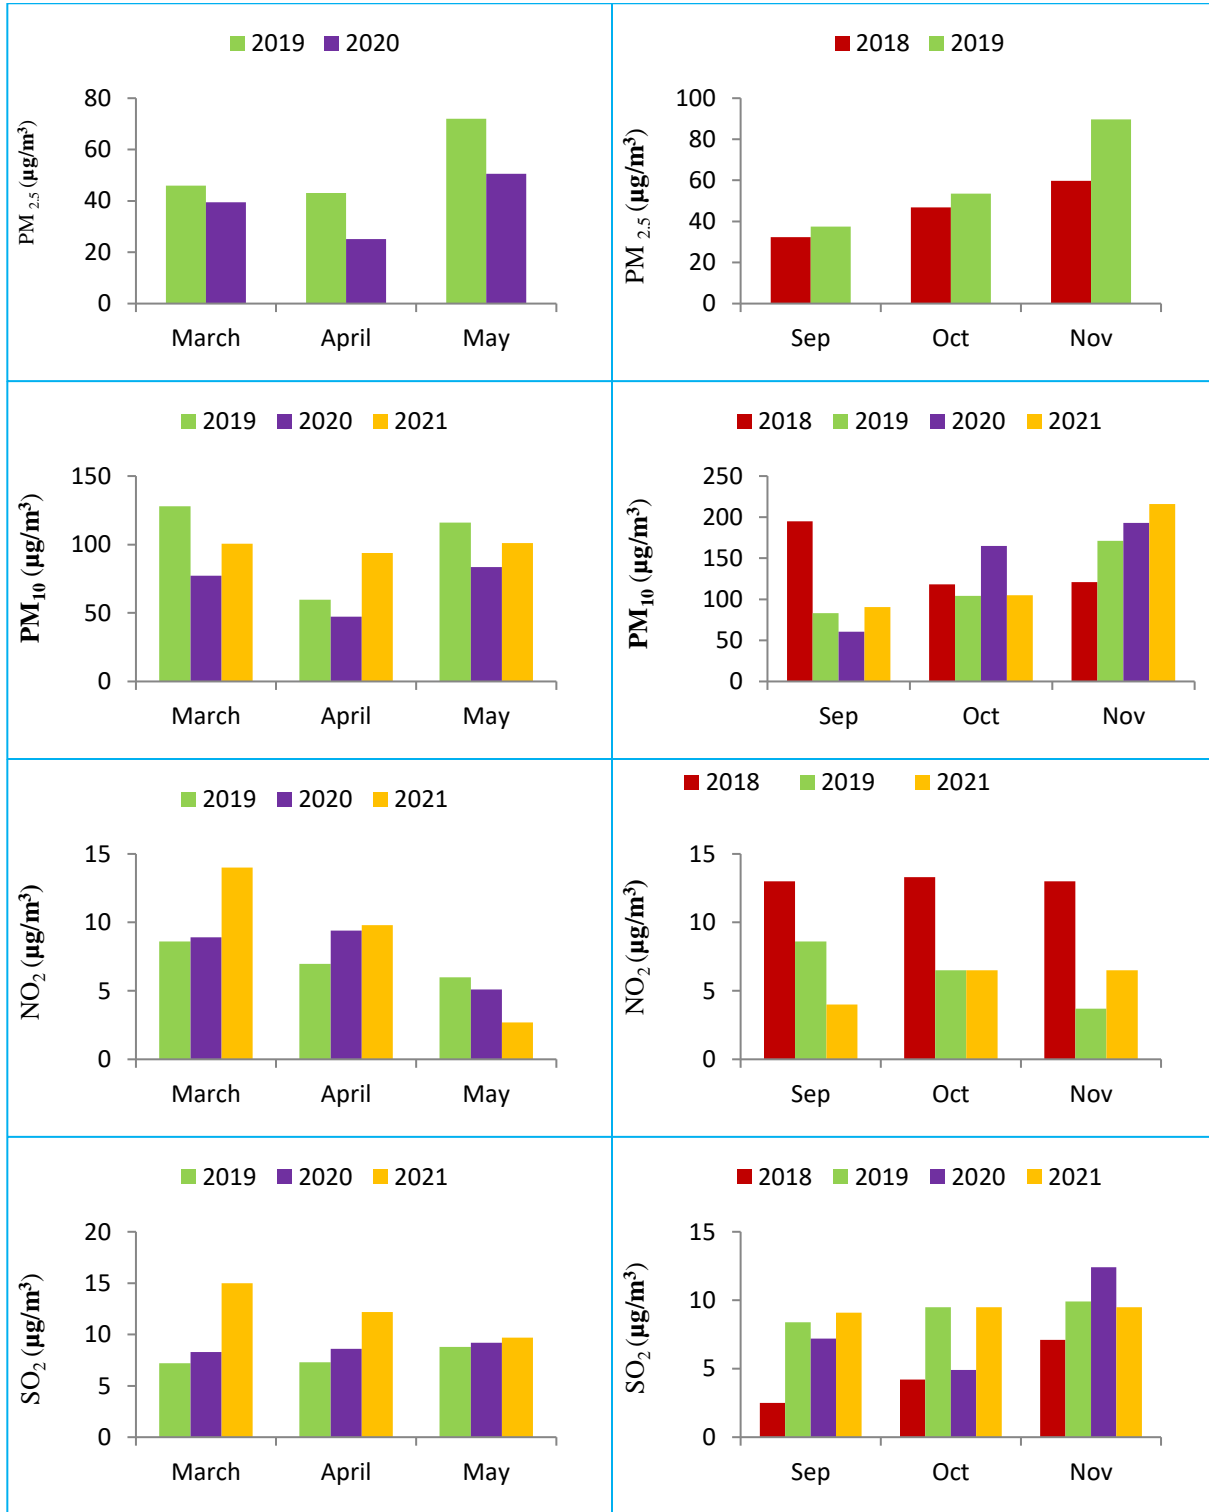 2019 2020
PM 2.5 (µg/m³)
80
60
40
20
0
March April May
2018 2019
PM 2.5 (µg/m³)
100
80
60
40
20
0
Sep Oct Nov
2019 2020 2021
PM10 (µg/m³)
150
100
50
0
March April May
2018 2019 2020 2021
PM10 (µg/m³)
250
200
150
100
50
0
Sep Oct Nov
2019 2020 2021
NO2 (µg/m³)
15
10
5
0
March April May
2018 2019 2021
NO2 (µg/m³)
15
10
5
0
Sep Oct Nov
2019 2020 2021
SO2 (µg/m³)
20
15
10
5
0
March April May
2018 2019 2020 2021
SO2 (µg/m³)
15
10
5
0
Sep Oct Nov